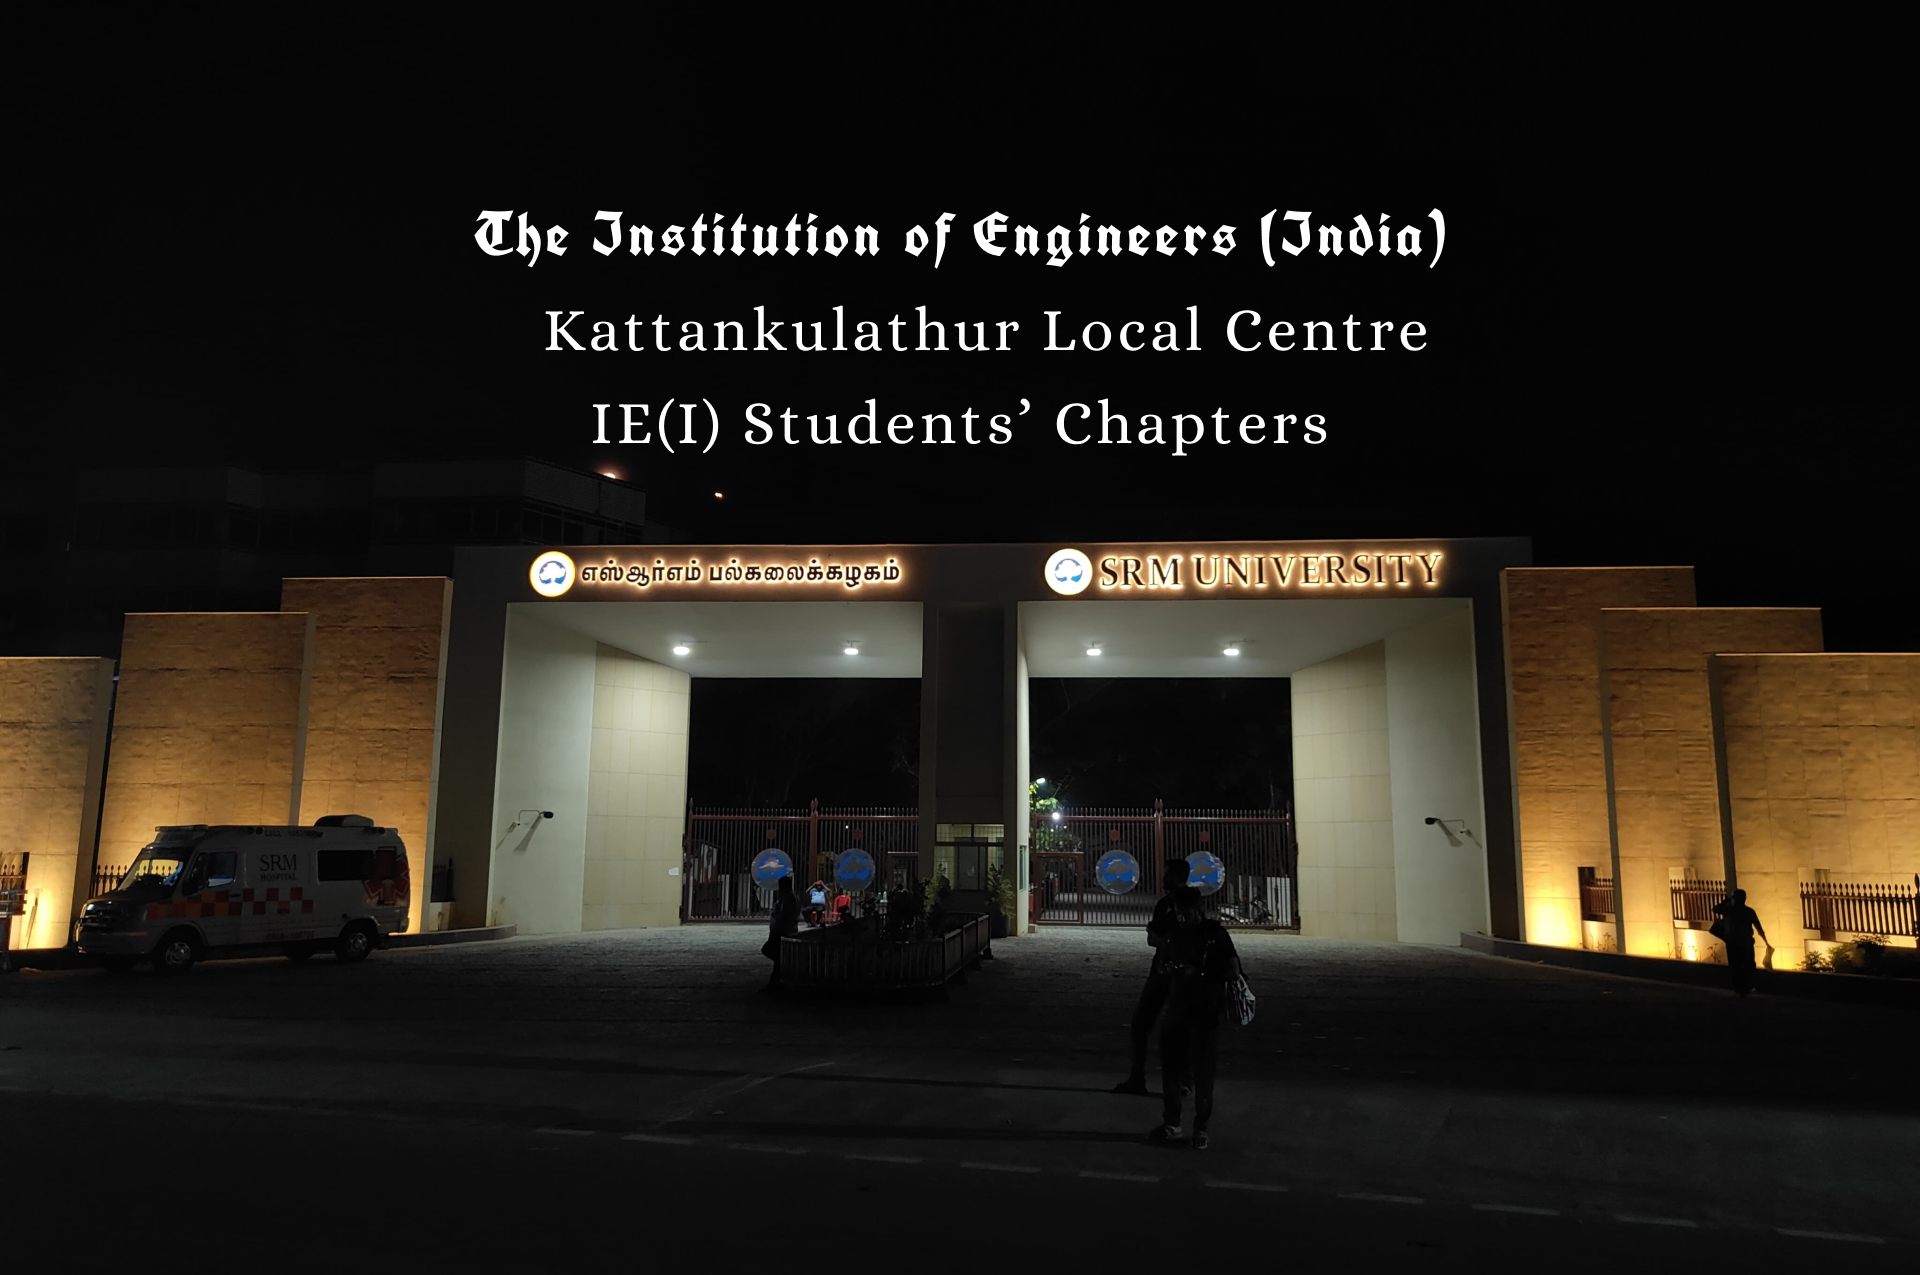 The Institution of Engineers (India)
Kattankulathur Local Centre
IE(I) Students’ Chapters
எஸ்ஆர்எம் பல்கலைக்கழகம்
SRM UNIVERSITY
SRM
HOSPITAL